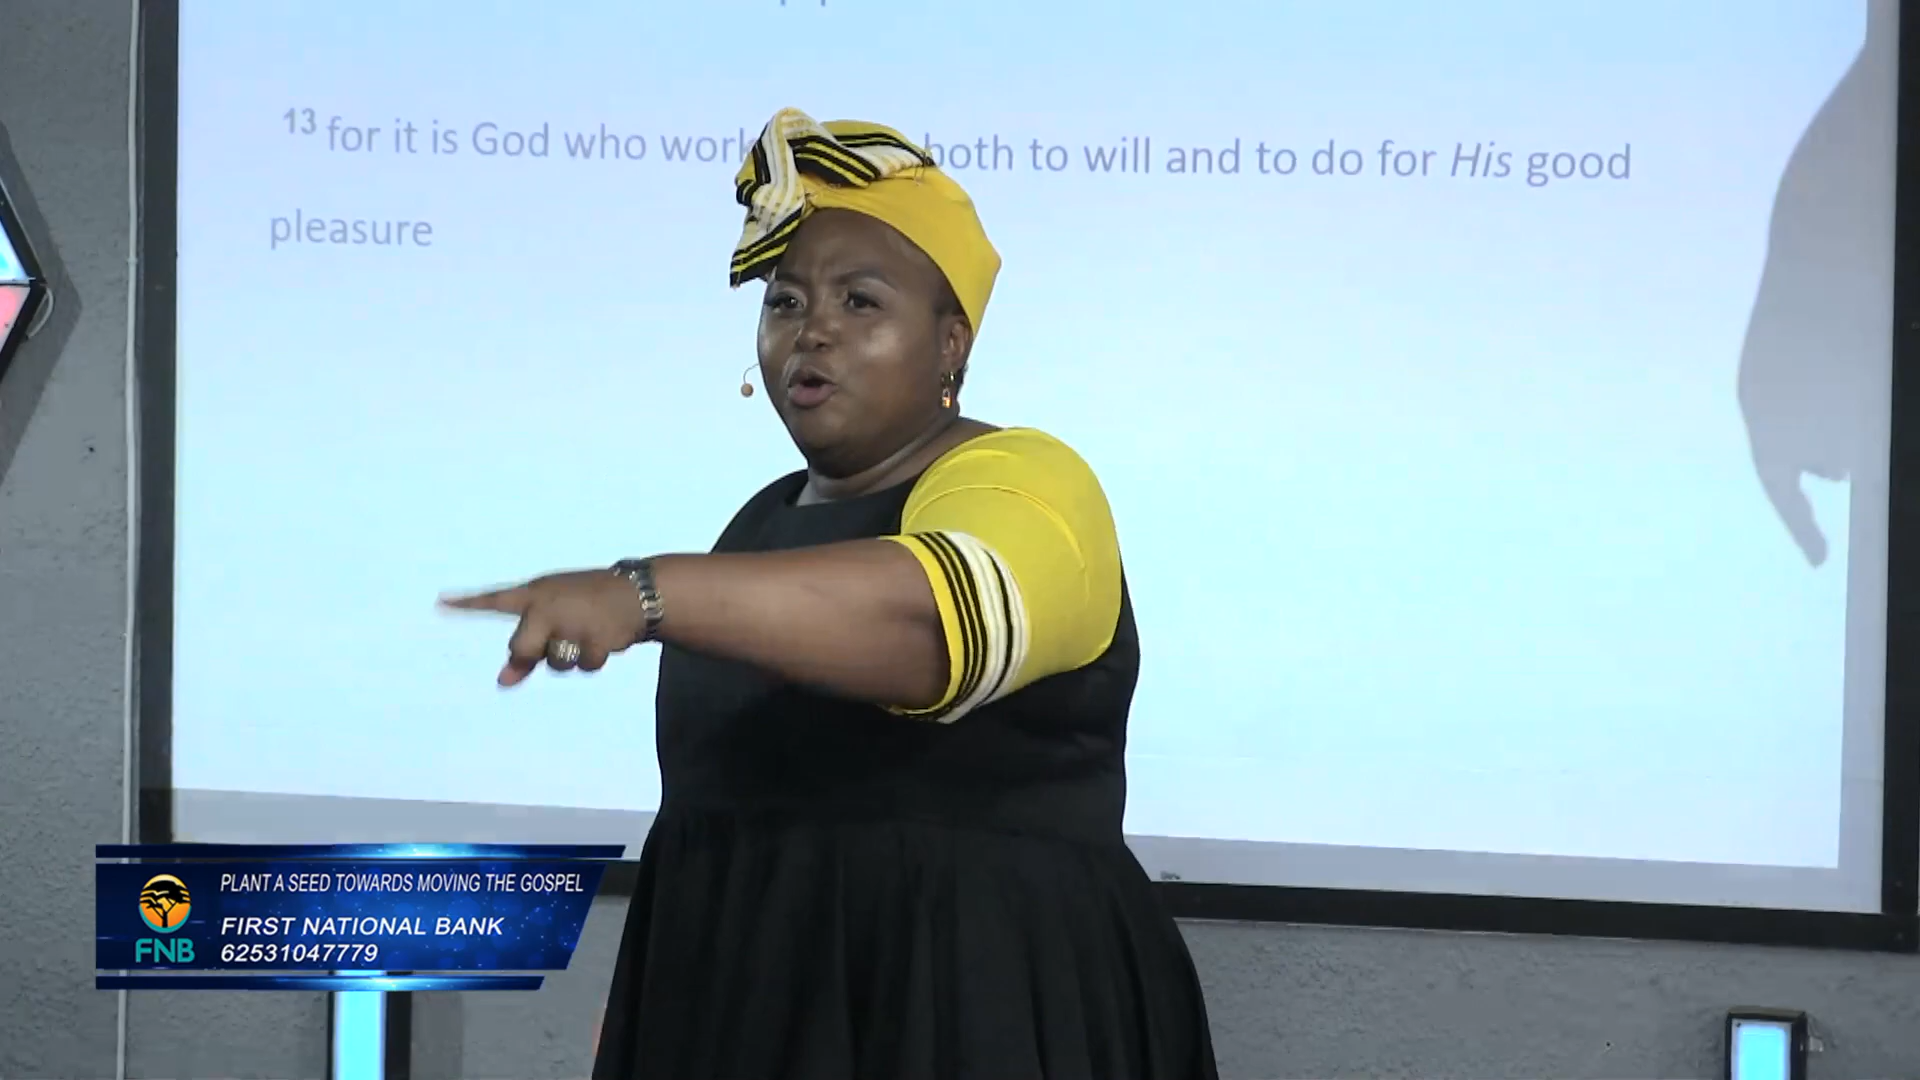 13 for it is God who work both to will and to do for His good
pleasure
PLANT A SEED TOWARDS MOVING THE GOSPEL
FIRST NATIONAL BANK
62531047779
FNB